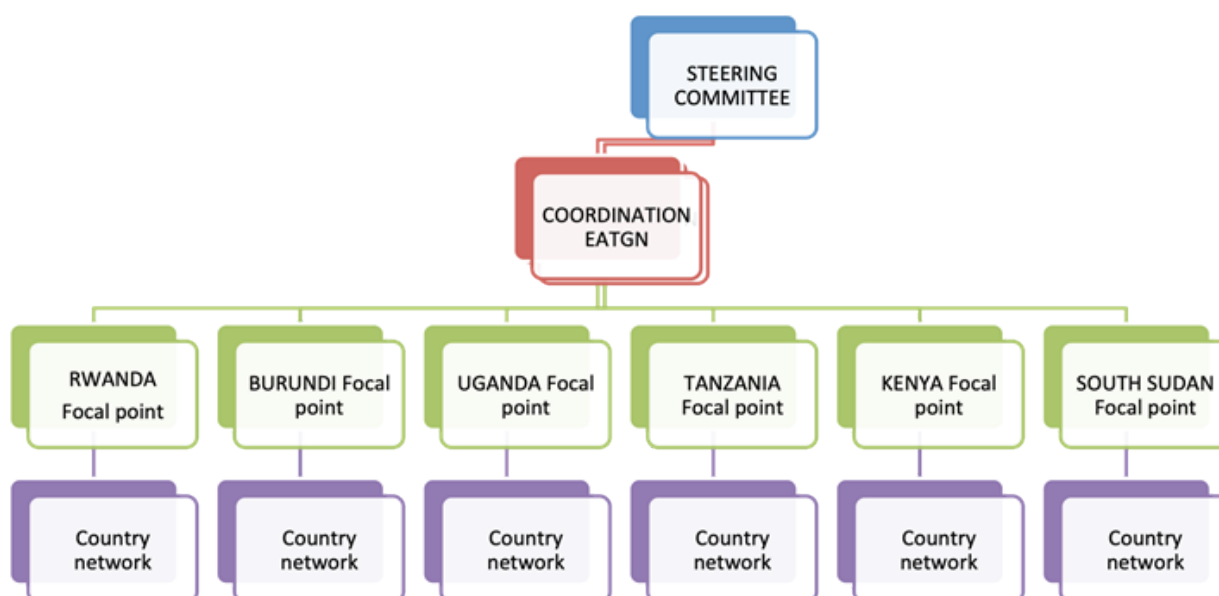 STEERING
COMMITTEE
COORDINATION
EATGN
RWANDA
Focal point
BURUNDI Focal
point
UGANDA Focal
point
TANZANIA
Focal point
KENYA Focal
point
SOUTH SUDAN
Focal point
Country
network
Country
network
Country
network
Country
network
Country
network
Country
network